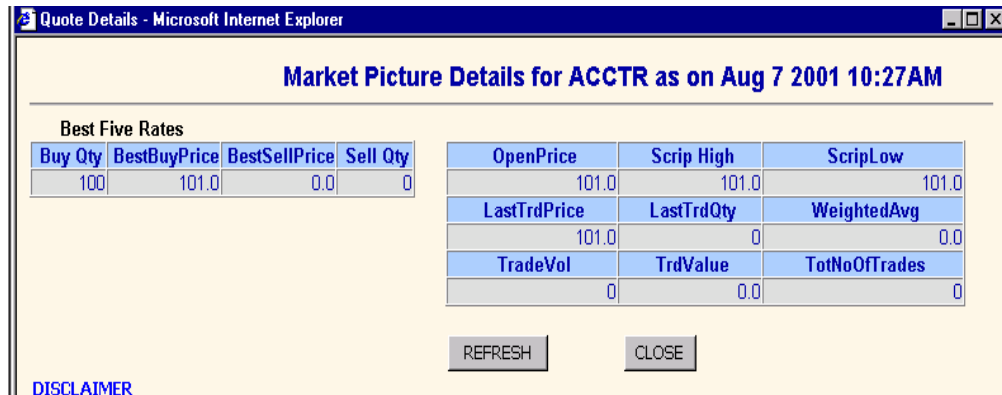 Quote Details - Microsoft Internet Explorer
Market Picture Details for ACCTR as on Aug 7 2001 10:27AM
Best Five Rates
Buy Qty BestBuyPrice BestSellPrice Sell Qty
100 101.0 0.0 0
OpenPrice Scrip High ScripLow
101.0 101.0 101.0
LastTrdPrice LastTrdQty WeightedAvg
101.0 0 0.0
TradeVol TrdValue TotNoOfTrades
0 0.0 0
REFRESH CLOSE
DISCLAIMER